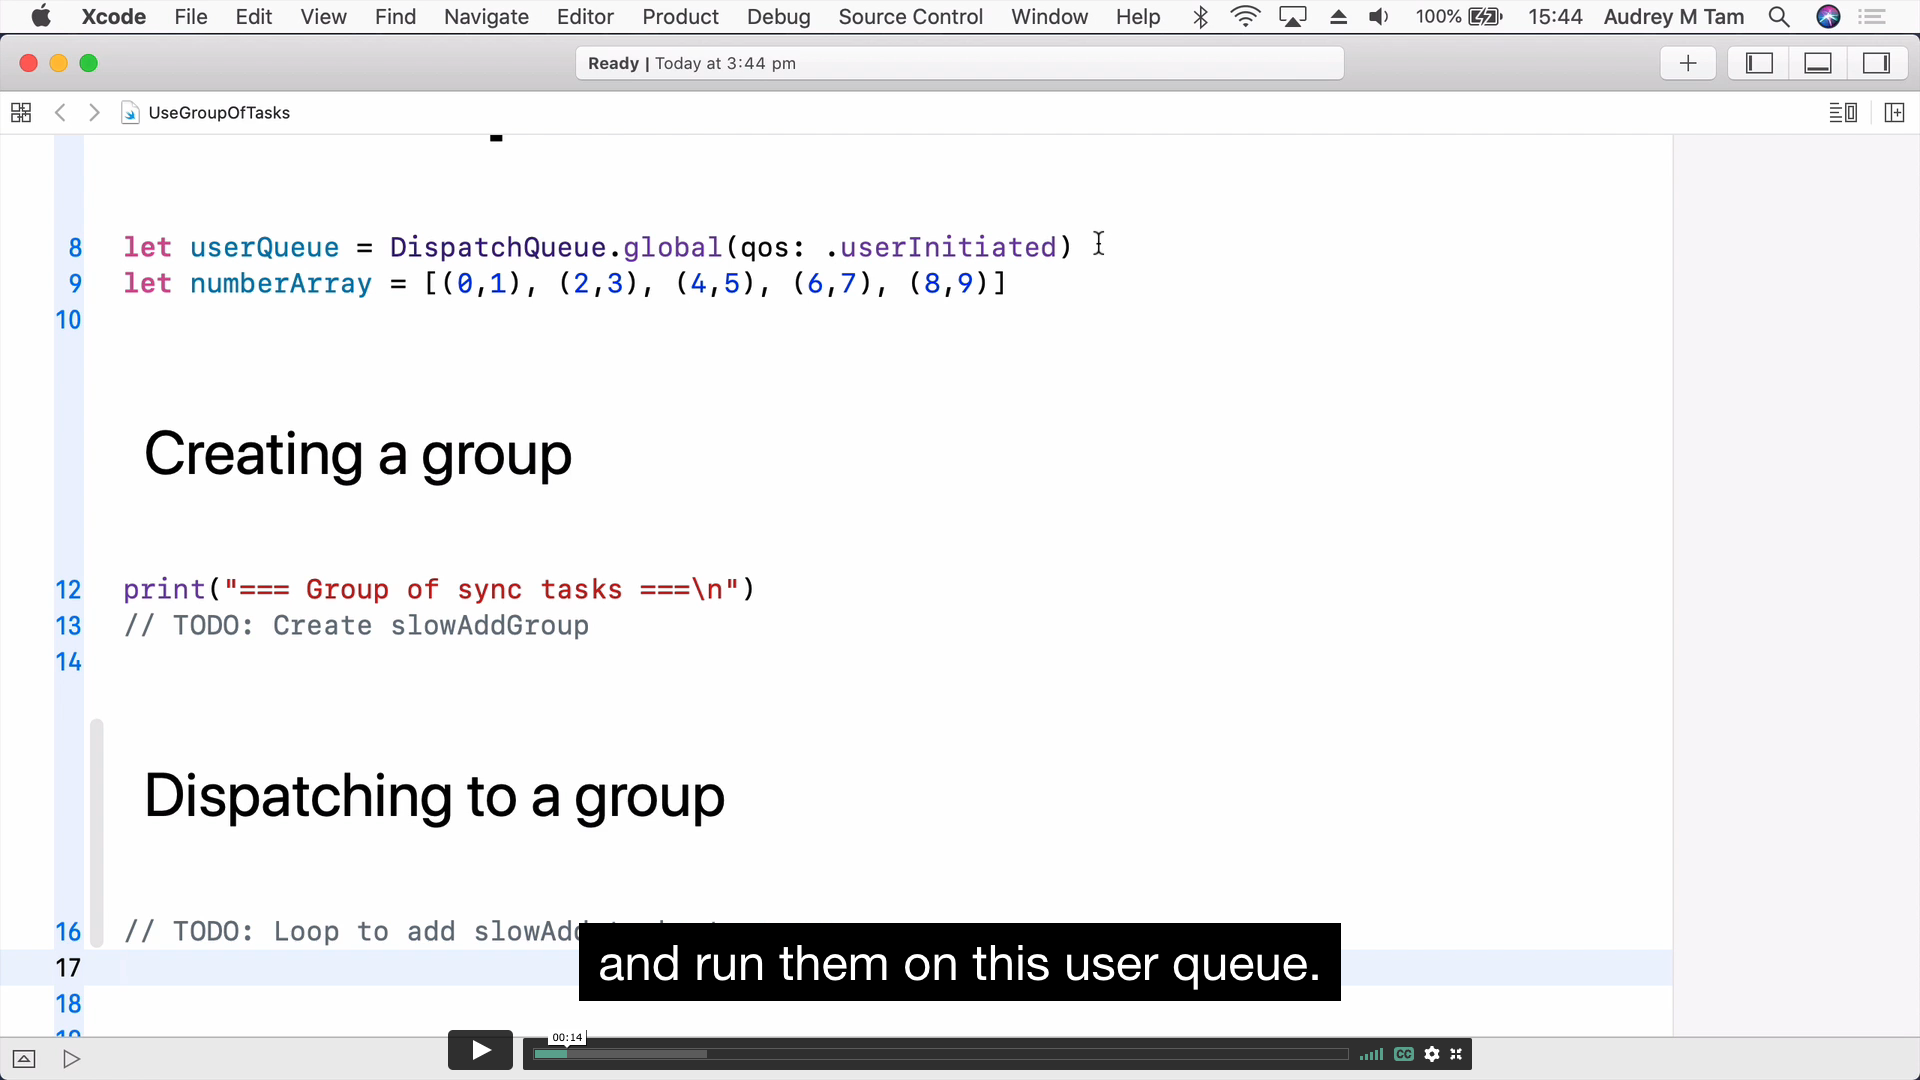 Xcode File Edit View Find Navigate Editor Product Debug Source Control Window Help 100% 15:44 Audrey M Tam
Ready | Today at 3:44 pm
UseGroupOfTasks
8 let userQueue = DispatchQueue.global(qos: .userInitiated)
9 let numberArray = [(0,1), (2,3), (4,5), (6,7), (8,9)]
10
Creating a group
12 print("=== Group of sync tasks ===\n")
13 // TODO: Create slowAddGroup
14
Dispatching to a group
16 // TODO: Loop to add slowAdd
17
and run them on this user queue.
18
00:14
CC